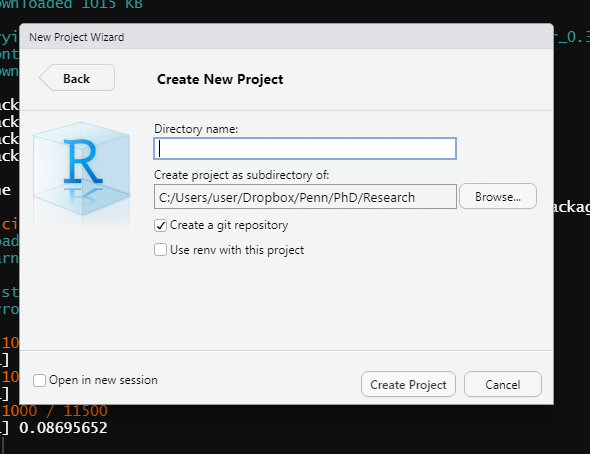 ownloaded 1015 KB
New Project Wizard
Back
Create New Project
Directory name:
Create project as subdirectory of:
C:/Users/user/Dropbox/Penn/PhD/Research
Browse...
Create a git repository
Use renv with this project
Open in new session
Create Project
Cancel
1000 / 11500
] 0.08695652